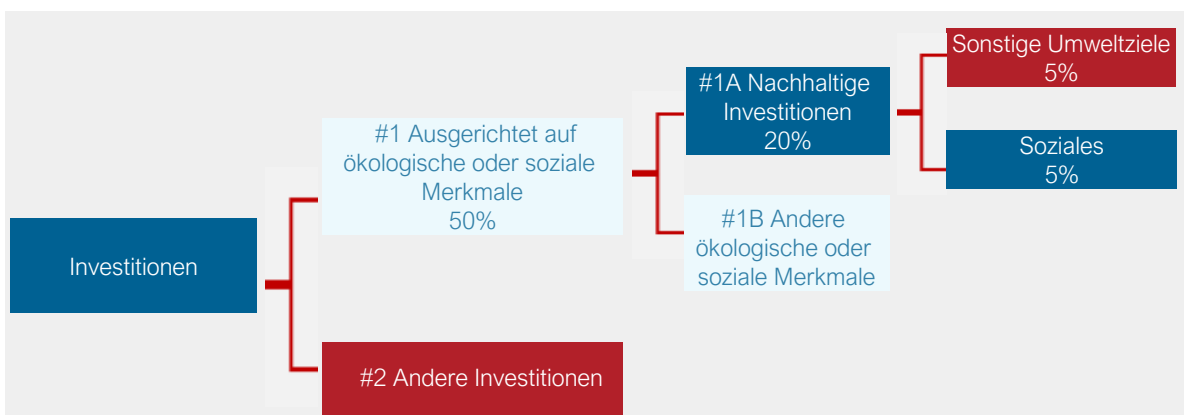 Investitionen
#1 Ausgerichtet auf
ökologische oder soziale
Merkmale
50%
#2 Andere Investitionen
#1A Nachhaltige
Investitionen
20%
#1B Andere
ökologische oder
soziale Merkmale
Sonstige Umweltziele
5%
Soziales
5%